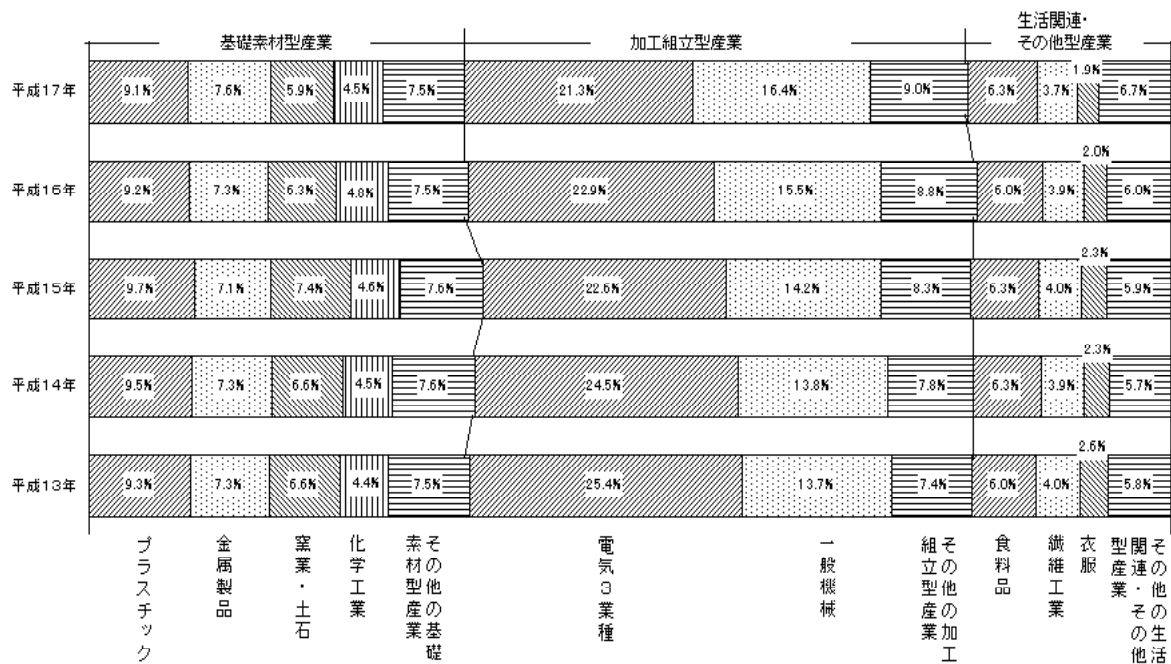 基礎素材型産業
加工組立型産業
生活関連・
その他型産業
平成17年
9.1%
7.6%
5.9%
4.5%
7.5%
21.3%
16.4%
9.0%
6.3%
3.7%
1.9%
6.7%
平成16年
9.2%
7.3%
6.3%
4.8%
7.5%
22.9%
15.5%
8.8%
6.0%
3.9%
2.0%
6.0%
平成15年
9.7%
7.1%
7.4%
4.6%
7.6%
22.6%
14.2%
8.3%
6.3%
4.0%
2.3%
5.9%
平成14年
9.5%
7.3%
6.6%
4.5%
7.6%
24.5%
13.8%
7.8%
6.3%
3.9%
2.3%
5.7%
平成13年
9.3%
7.3%
6.6%
4.4%
7.5%
25.4%
13.7%
7.4%
6.0%
4.0%
2.6%
5.8%
プラスチック
金属製品
窯業・土石
化学工業
その他の基礎
素材型産業
電気3業種
一般機械
その他の加工
組立型産業
食料品
繊維工業
衣服
その他の生活
関連・その他
型産業